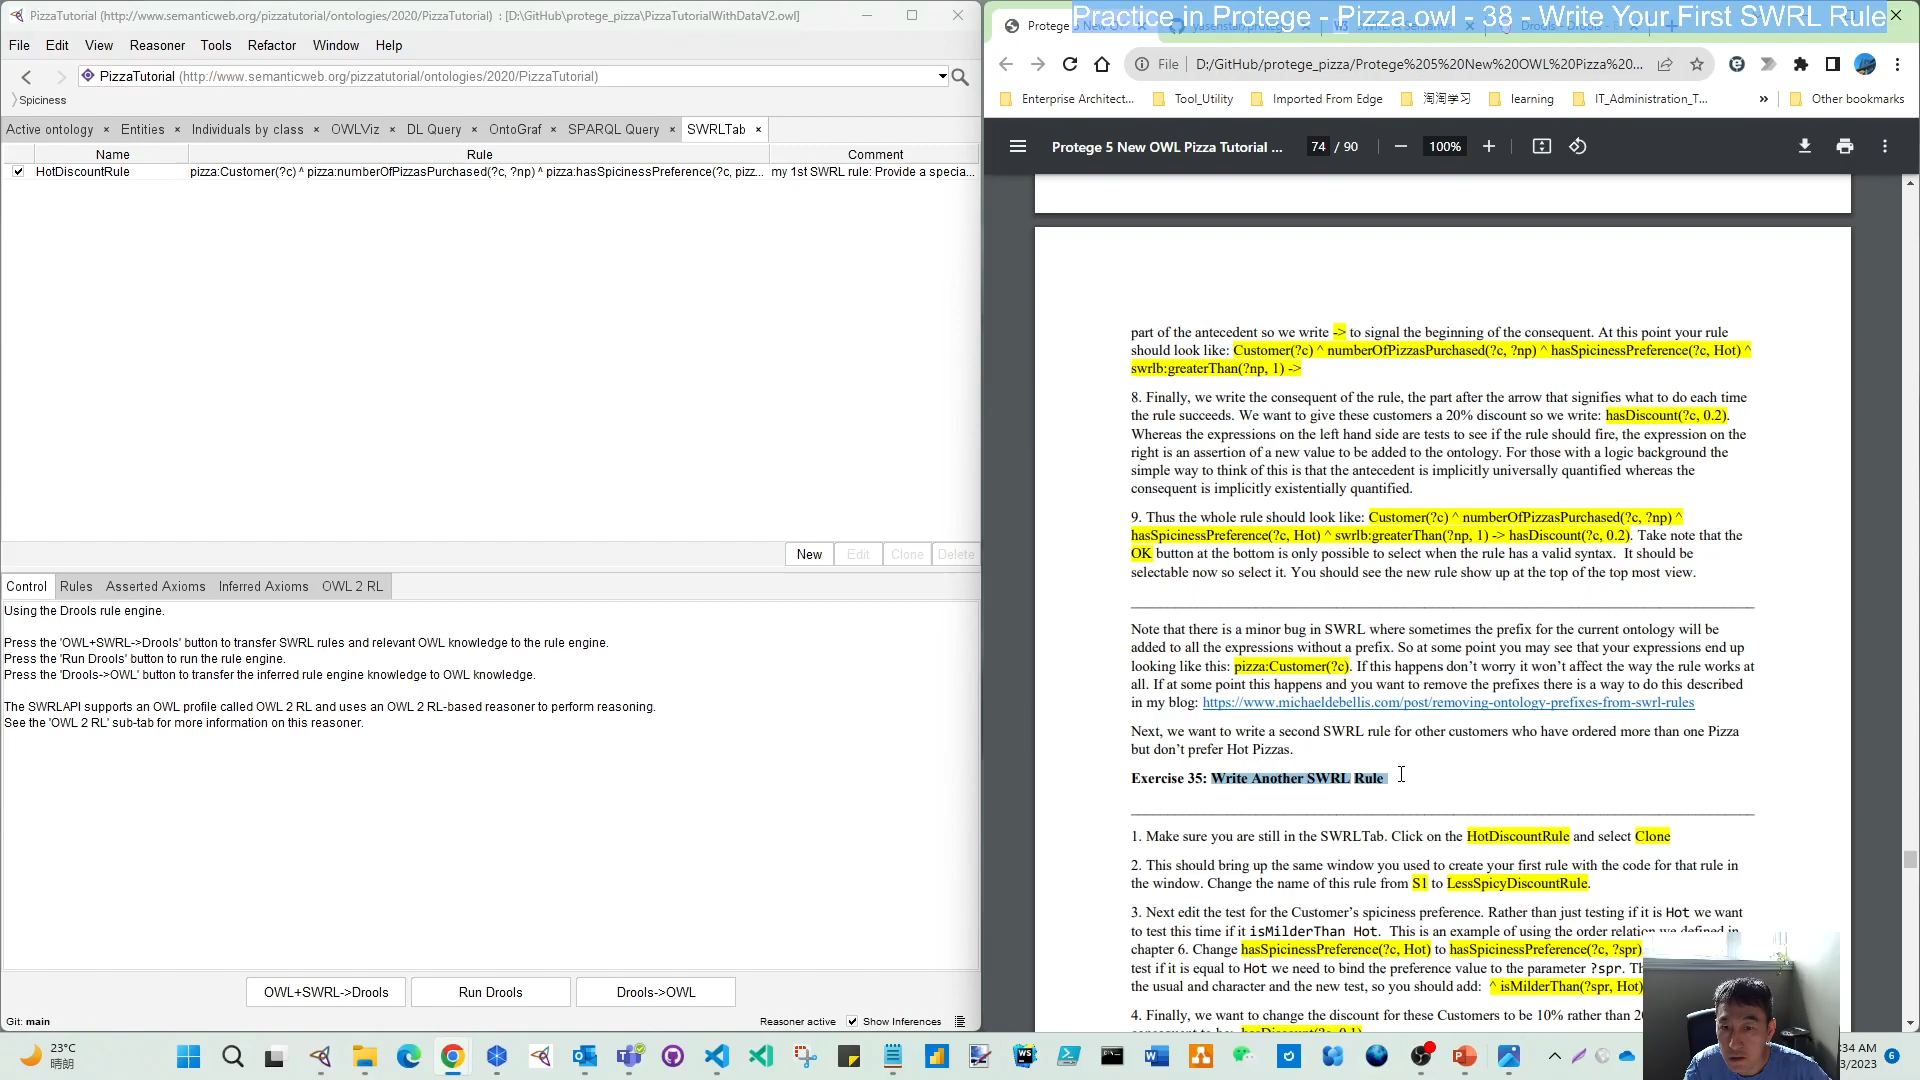 PizzaTutorial (http://www.semanticweb.org/pizzatutorial/ontologies/2020/PizzaTutorial)  : [D:\GitHub\protege_pizza\PizzaTutorialWithDataV2.owl]
File Edit View Reasoner Tools Refactor Window Help
PizzaTutorial (http://www.semanticweb.org/pizzatutorial/ontologies/2020/PizzaTutorial)
Spiciness
Active ontology × Entities × Individuals by class × OWLViz × DL Query × OntoGraf × SPARQL Query × SWRLTab ×
Name Rule Comment
HotDiscountRule pizza:Customer(?c) ^ pizza:numberOfPizzasPurchased(?c, ?np) ^ pizza:hasSpicinessPreference(?c, pizz... my 1st SWRL rule: Provide a specia...
New Edit Clone Delete
Control Rules Asserted Axioms Inferred Axioms OWL 2 RL
Using the Drools rule engine.
Press the 'OWL+SWRL->Drools' button to transfer SWRL rules and relevant OWL knowledge to the rule engine.
Press the 'Run Drools' button to run the rule engine.
Press the 'Drools->OWL' button to transfer the inferred rule engine knowledge to OWL knowledge.
The SWRLAPI supports an OWL profile called OWL 2 RL and uses an OWL 2 RL-based reasoner to perform reasoning.
See the 'OWL 2 RL' sub-tab for more information on this reasoner.
OWL+SWRL->Drools Run Drools Drools->OWL
Git: main Reasoner active Show Inferences
Practice in Protege - Pizza.owl - 38 - Write Your First SWRL Rule
Protege 5 New
File D:/GitHub/protege_pizza/Protege%205%20New%20OWL%20Pizza%20...
Enterprise Architect... Tool_Utility Imported From Edge 淘淘学习 learning IT_Administration_T... » Other bookmarks
Protege 5 New OWL Pizza Tutorial ... 74 / 90 100%
part of the antecedent so we write -> to signal the beginning of the consequent. At this point your rule
should look like: Customer(?c) ^ numberOfPizzasPurchased(?c, ?np) ^ hasSpicinessPreference(?c, Hot) ^
swrlb:greaterThan(?np, 1) ->
8. Finally, we write the consequent of the rule, the part after the arrow that signifies what to do each time
the rule succeeds. We want to give these customers a 20% discount so we write: hasDiscount(?c, 0.2).
Whereas the expressions on the left hand side are tests to see if the rule should fire, the expression on the
right is an assertion of a new value to be added to the ontology. For those with a logic background the
simple way to think of this is that the antecedent is implicitly universally quantified whereas the
consequent is implicitly existentially quantified.
9. Thus the whole rule should look like: Customer(?c) ^ numberOfPizzasPurchased(?c, ?np) ^
hasSpicinessPreference(?c, Hot) ^ swrlb:greaterThan(?np, 1) -> hasDiscount(?c, 0.2). Take note that the
OK button at the bottom is only possible to select when the rule has a valid syntax.  It should be
selectable now so select it. You should see the new rule show up at the top of the top most view.
Note that there is a minor bug in SWRL where sometimes the prefix for the current ontology will be
added to all the expressions without a prefix. So at some point you may see that your expressions end up
looking like this: pizza:Customer(?c). If this happens don't worry it won't affect the way the rule works at
all. If at some point this happens and you want to remove the prefixes there is a way to do this described
in my blog: https://www.michaeldebellis.com/post/removing-ontology-prefixes-from-swrl-rules
Next, we want to write a second SWRL rule for other customers who have ordered more than one Pizza
but don't prefer Hot Pizzas.
Exercise 35: Write Another SWRL Rule
1. Make sure you are still in the SWRLTab. Click on the HotDiscountRule and select Clone
2. This should bring up the same window you used to create your first rule with the code for that rule in
the window. Change the name of this rule from S1 to LessSpicyDiscountRule.
3. Next edit the test for the Customer's spiciness preference. Rather than just testing if it is Hot we want
to test this time if it isMilderThan Hot.  This is an example of using the order relation we defined in
chapter 6. Change hasSpicinessPreference(?c, Hot) to hasSpicinessPreference(?c, ?spr)
test if it is equal to Hot we need to bind the preference value to the parameter ?spr.
the usual and character and the new test, so you should add:  ^ isMilderThan(?spr, Hot)
4. Finally, we want to change the discount for these Customers to be 10% rather than
23°C
晴朗
:34 AM
3/2023
6